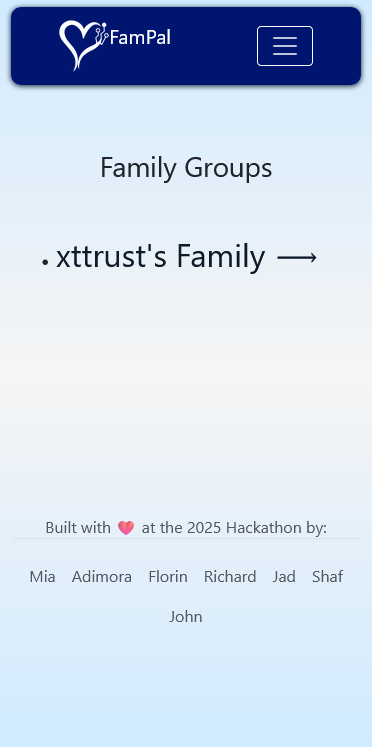 FamPal
Family Groups
• xttrust's Family ⟶
Built with 💗 at the 2025 Hackathon by:
Mia Adimora Florin Richard Jad Shaf
John